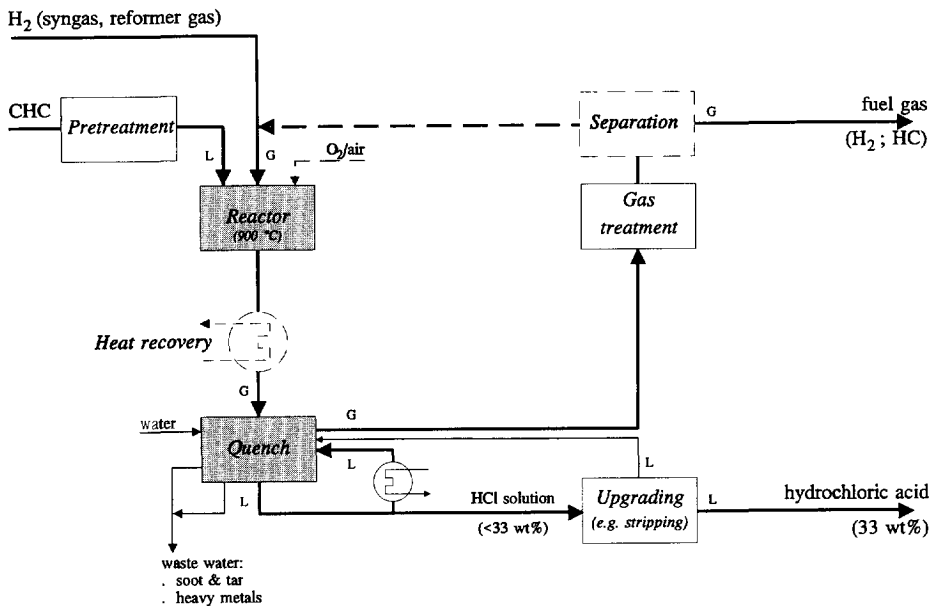 H2 (syngas, reformer gas)
CHC
Pretreatment
L
G
O2/air
Reactor
(900 °C)
Separation
G
fuel gas
(H2 ; HC)
Gas
treatment
Heat recovery
G
water
Quench
G
L
L
L
HCl solution
(<33 wt%)
Upgrading
(e.g. stripping)
L
hydrochloric acid
(33 wt%)
waste water:
. soot & tar
. heavy metals